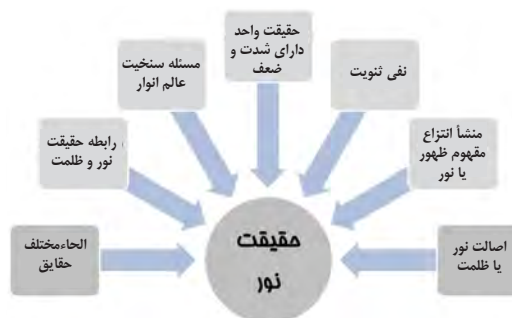 حقیقت واحد
دارای شدت و
ضعف
نفی ثنویت
مسئله سنخیت
عالم انوار
منشأ انتزاع
مفهوم ظهور
یا نور
رابطه حقیقت
نور و ظلمت
اصالت نور
یا ظلمت
الحاءمختلف
حقایق
حقیقت
نور